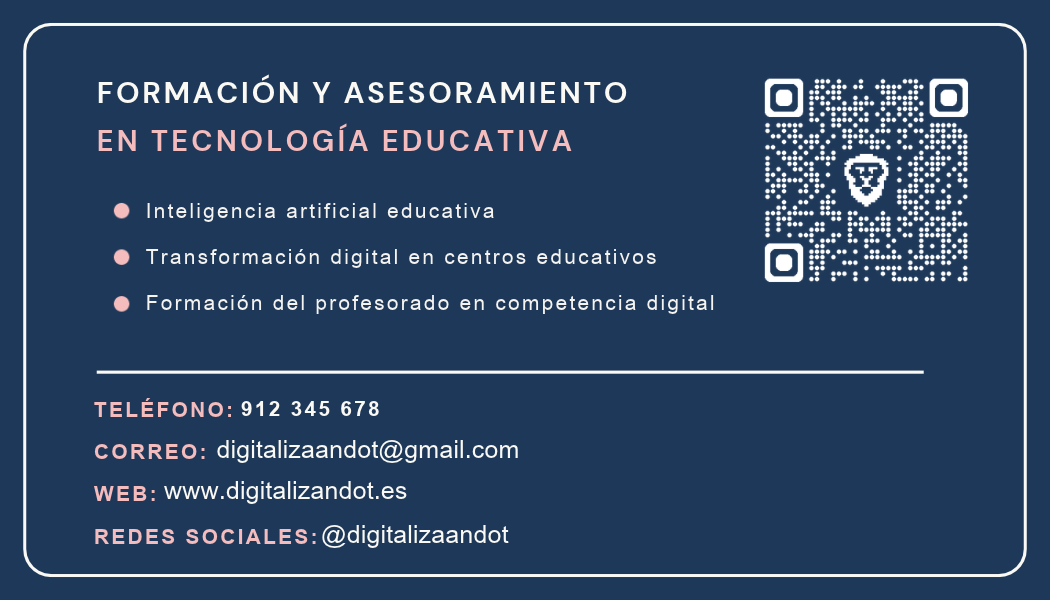 FORMACIÓN Y ASESORAMIENTO
EN TECNOLOGÍA EDUCATIVA
Inteligencia artificial educativa
Transformación digital en centros educativos
Formación del profesorado en competencia digital
TELÉFONO: 912 345 678
CORREO: digitalizaandot@gmail.com
WEB: www.digitalizandot.es
REDES SOCIALES: @digitalizaandot